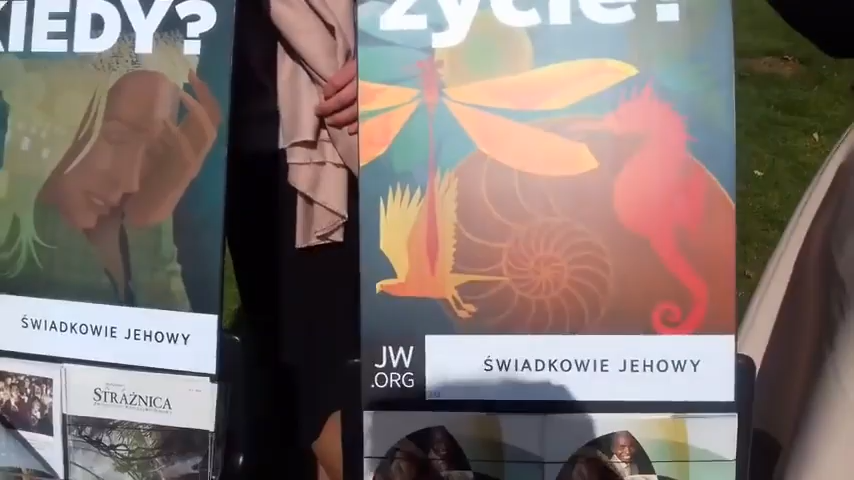 KIEDY?
ŚWIADKOWIE JEHOWY
STRAŻNICA
życie?
JW
.ORG
ŚWIADKOWIE JEHOWY